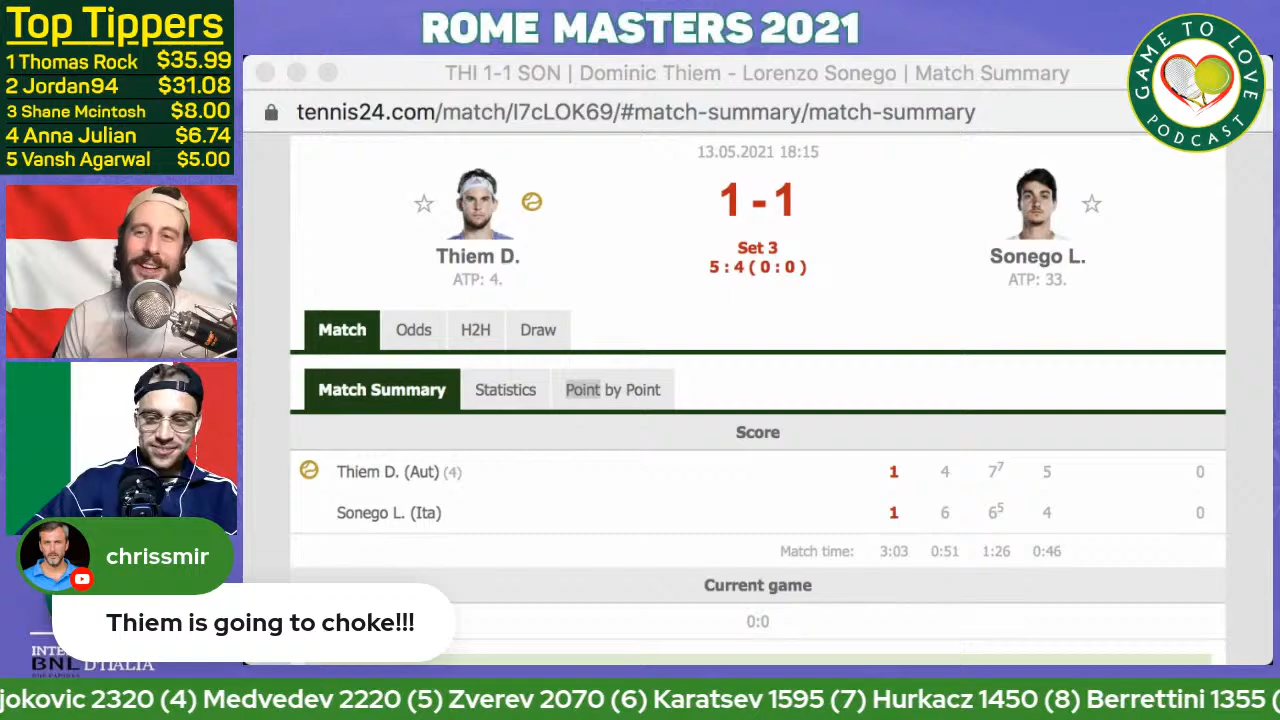 Top Tippers
1 Thomas Rock $35.99
2 Jordan94 $31.08
3 Shane Mcintosh $8.00
4 Anna Julian $6.74
5 Vansh Agarwal $5.00
ROME MASTERS 2021
GAME TO LOVE
PODCAST
THI 1-1 SON | Dominic Thiem - Lorenzo Sonego | Match Summary
tennis24.com/match/I7cLOK69/#match-summary/match-summary
13.05.2021 18:15
1 - 1
Set 3
5 : 4 ( 0 : 0 )
Thiem D.
ATP: 4.
Sonego L.
ATP: 33.
Match Odds H2H Draw
Match Summary Statistics Point by Point
Score
Thiem D. (Aut) (4) 1 4 7⁷ 5 0
Sonego L. (Ita) 1 6 6⁵ 4 0
Match time: 3:03 0:51 1:26 0:46
Current game
0:0
chrissmir
Thiem is going to choke!!!
INTE
BNL D'ITALIA
jokovic 2320 (4) Medvedev 2220 (5) Zverev 2070 (6) Karatsev 1595 (7) Hurkacz 1450 (8) Berrettini 1355 (